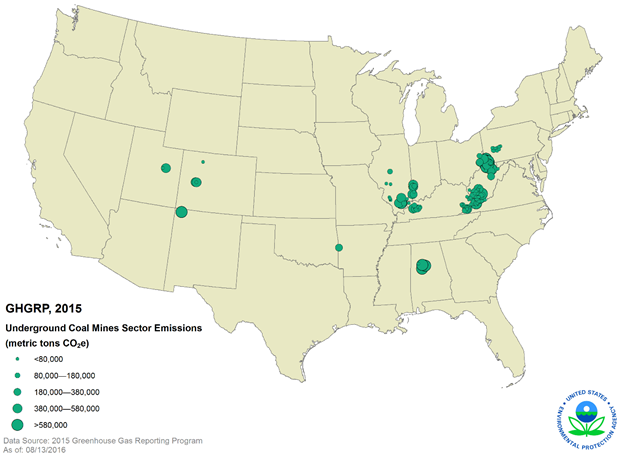 GHGRP, 2015
Underground Coal Mines Sector Emissions
(metric tons CO₂e)
<80,000
80,000—180,000
180,000—380,000
380,000—580,000
>580,000
Data Source: 2015 Greenhouse Gas Reporting Program
As of: 08/13/2016
UNITED STATES
ENVIRONMENTAL PROTECTION AGENCY